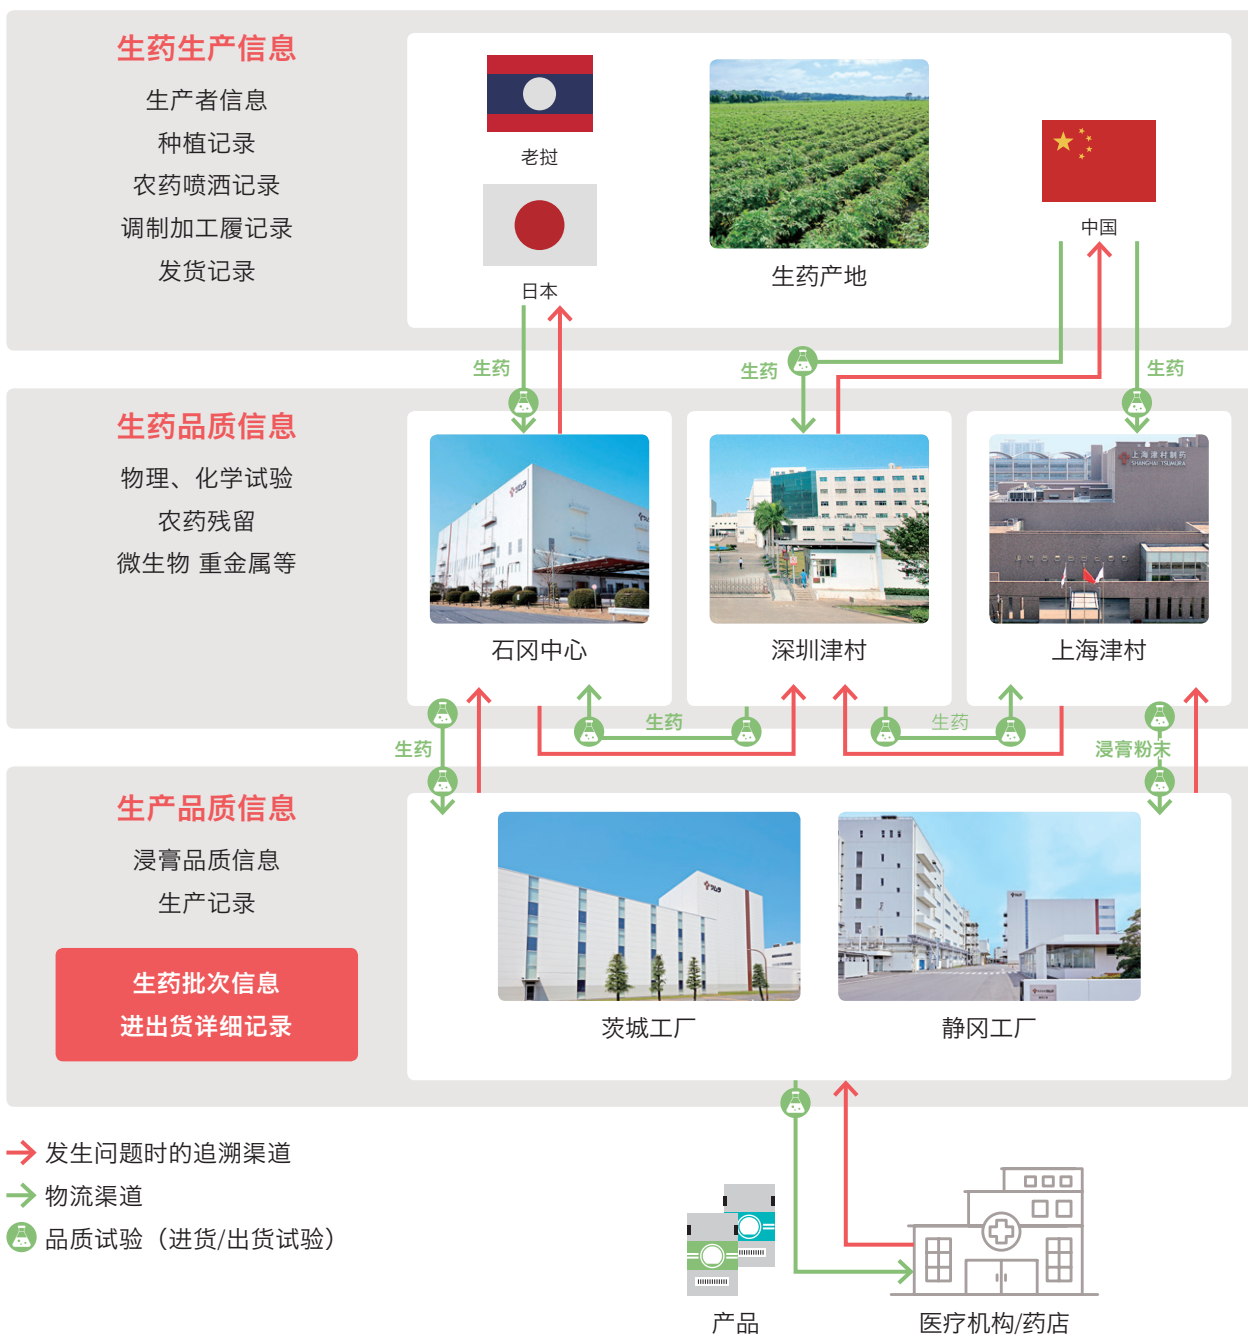 生药生产信息
生产者信息
种植记录
农药喷洒记录
调制加工履记录
发货记录
老挝
日本
生药产地
中国
生药
生药
生药
生药品质信息
物理、化学试验
农药残留
微生物 重金属等
上海津村制药
SHANGHAI TSUMURA
石冈中心
深圳津村
上海津村
生药
生药
生药
浸膏粉末
生产品质信息
浸膏品质信息
生产记录
生药批次信息
进出货详细记录
茨城工厂
静冈工厂
发生问题时的追溯渠道
物流渠道
品质试验（进货/出货试验）
产品
医疗机构/药店